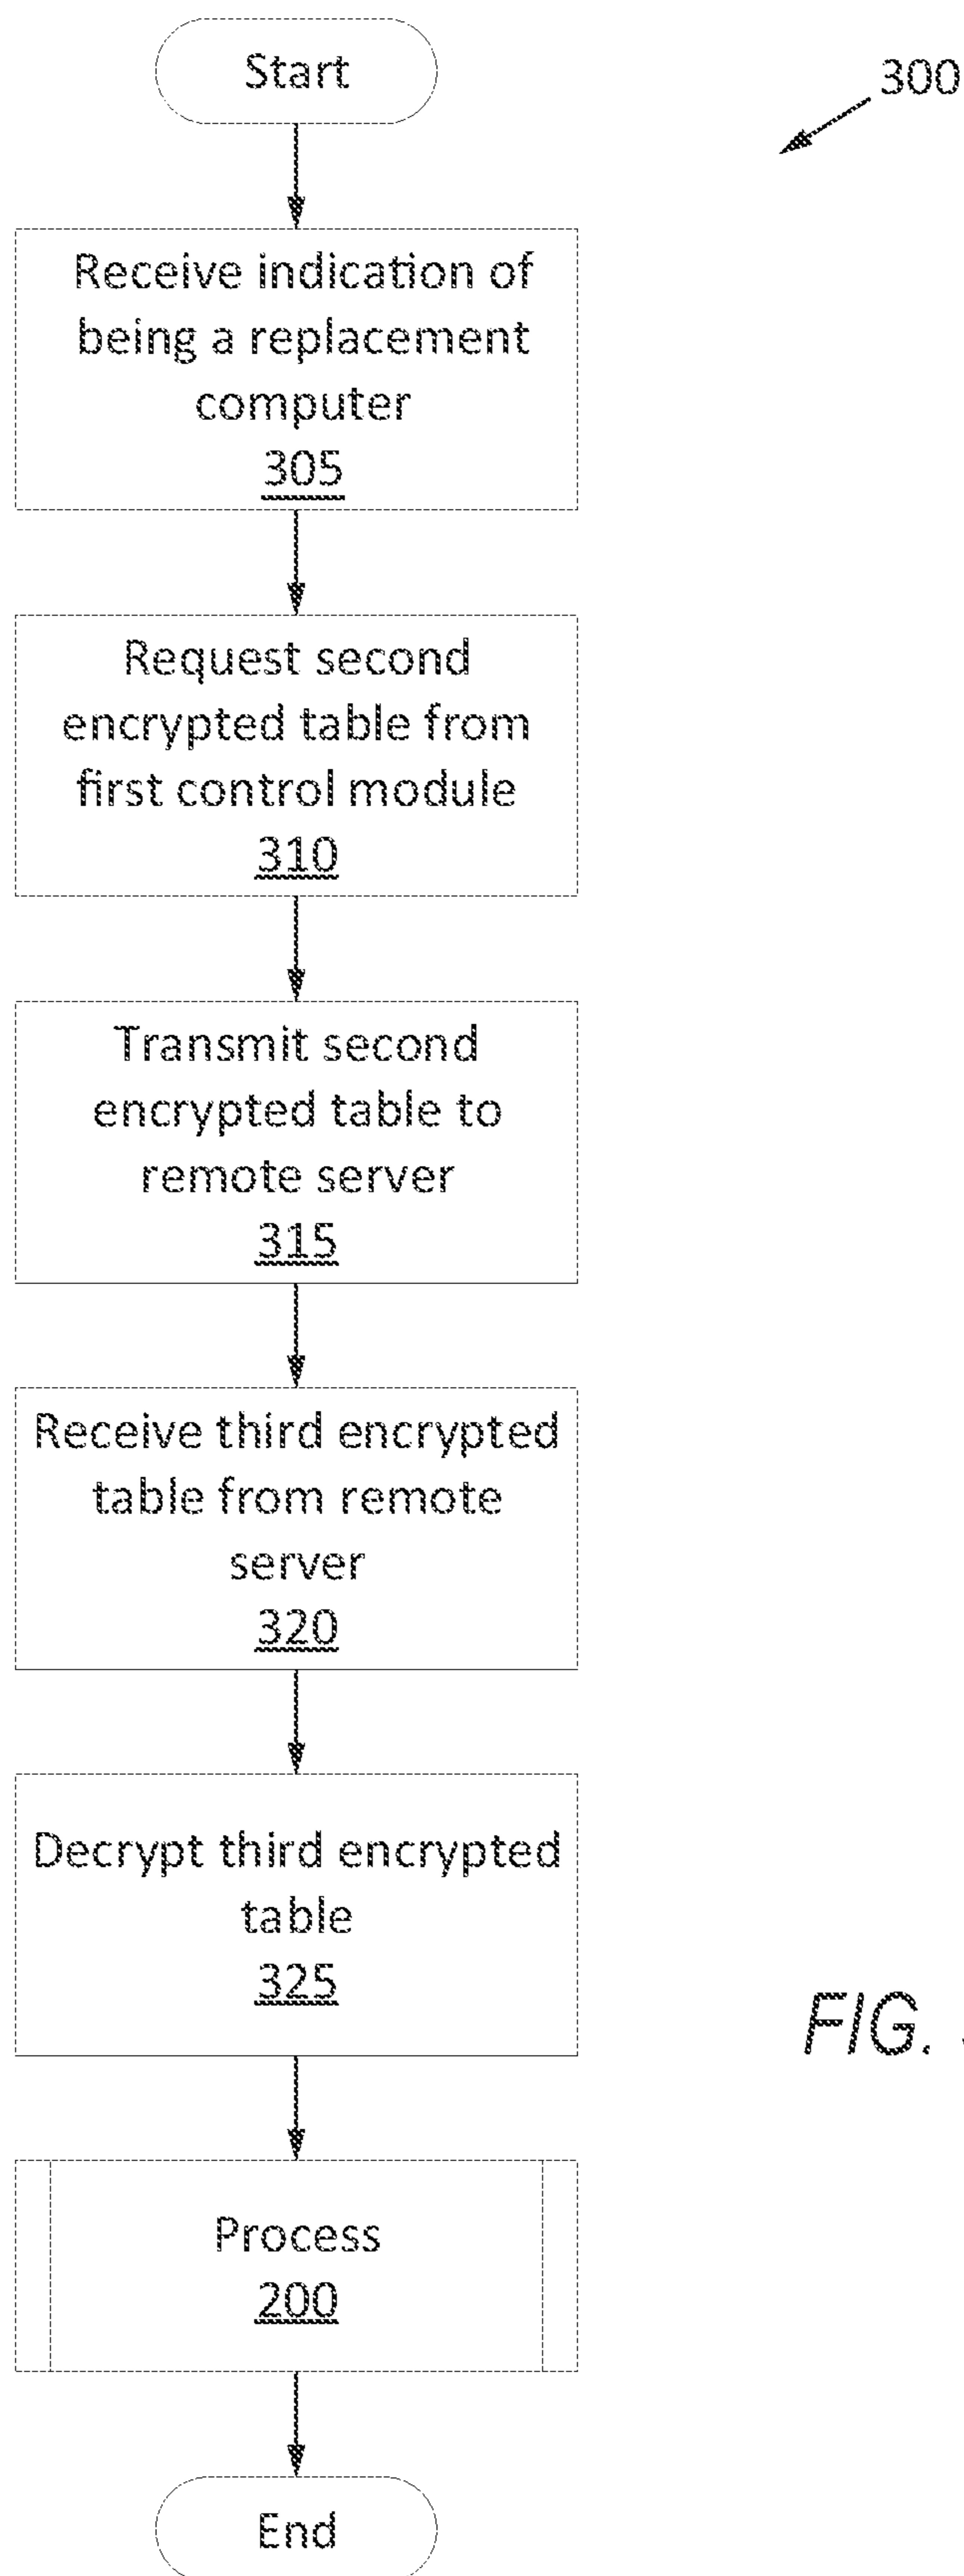 Start
300
Receive indication of
being a replacement
computer
305
Request second
encrypted table from
first control module
310
Transmit second
encrypted table to
remote server
315
Receive third encrypted
table from remote
server
320
Decrypt third encrypted
table
325
FIG.
Process
200
End